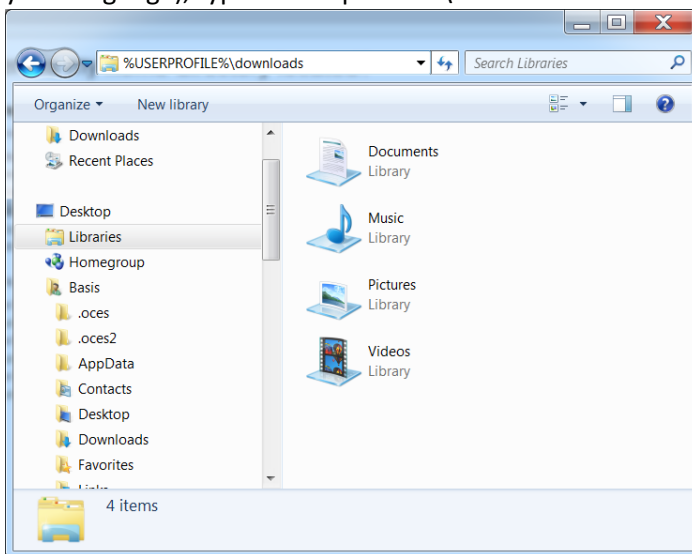 %USERPROFILE%\downloads
Search Libraries
Organize
New library
Downloads
Recent Places
Desktop
Libraries
Homegroup
Basis
.oces
.oces2
AppData
Contacts
Desktop
Downloads
Favorites
Documents
Library
Music
Library
Pictures
Library
Videos
Library
4 items